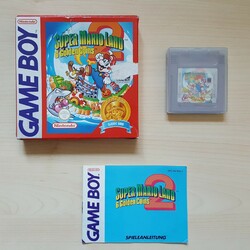 GAME BOY
SUPER MARIO LAND
2
6 Golden Coins
Nintendo
GAME BOY
SUPER MARIO LAND
2
6 Golden Coins
SPIELANLEITUNG